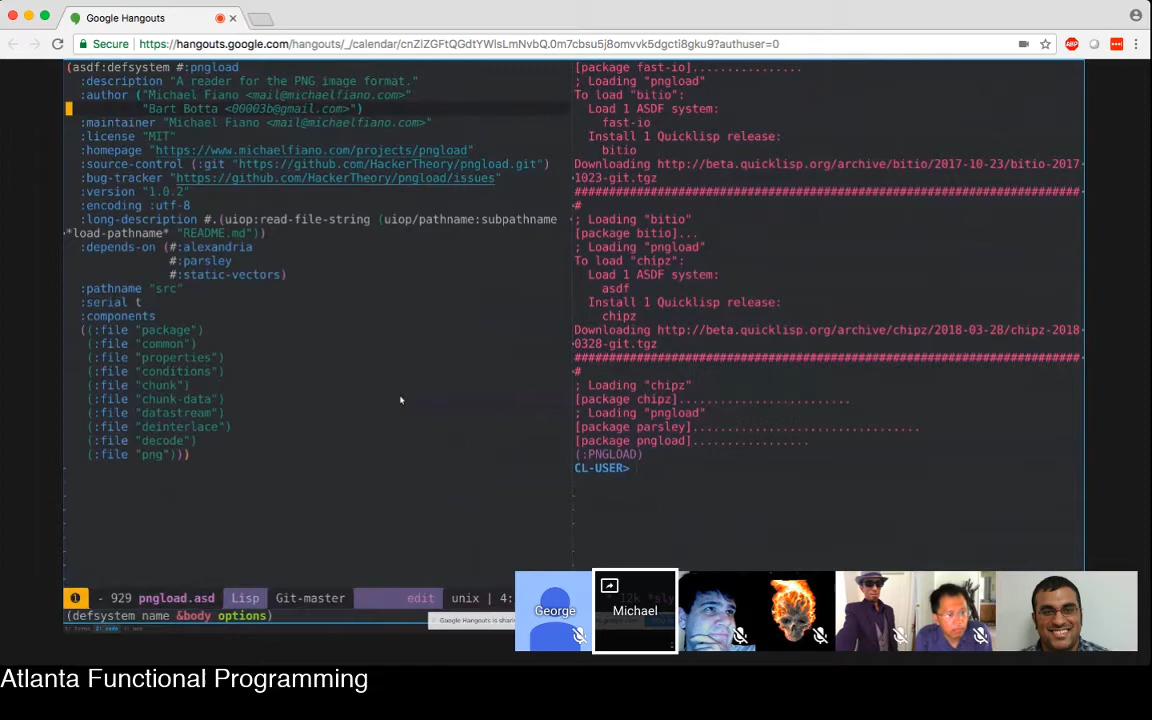 Google Hangouts
Secure
https://hangouts.google.com/hangouts/_/calendar/cnZiZGFtQGdtYWlsLmNvbQ.0m7cbsu5j8omvvk5dgcti8gku9?authuser=0
ABP
(asdf:defsystem #:pngload
:description "A reader for the PNG image format."
:author ("Michael Fiano <mail@michaelfiano.com>"
"Bart Botta <00003b@gmail.com>")
:maintainer "Michael Fiano <mail@michaelfiano.com>"
:license "MIT"
:homepage "https://www.michaelfiano.com/projects/pngload"
:source-control (:git "https://github.com/HackerTheory/pngload.git")
:bug-tracker "https://github.com/HackerTheory/pngload/issues"
:version "1.0.2"
:encoding :utf-8
:long-description #.(uiop:read-file-string (uiop/pathname:subpathname
*load-pathname* "README.md"))
:depends-on (#:alexandria
#:parsley
#:static-vectors)
:pathname "src"
:serial t
:components
((:file "package")
(:file "common")
(:file "properties")
(:file "conditions")
(:file "chunk")
(:file "chunk-data")
(:file "datastream")
(:file "deinterlace")
(:file "decode")
(:file "png")))
[package fast-io]...............
; Loading "pngload"
To load "bitio":
Load 1 ASDF system:
fast-io
Install 1 Quicklisp release:
bitio
Downloading http://beta.quicklisp.org/archive/bitio/2017-10-23/bitio-2017
1023-git.tgz
##########################################################################
#
; Loading "bitio"
[package bitio]...
; Loading "pngload"
To load "chipz":
Load 1 ASDF system:
asdf
Install 1 Quicklisp release:
chipz
Downloading http://beta.quicklisp.org/archive/chipz/2018-03-28/chipz-2018
0328-git.tgz
##########################################################################
#
; Loading "chipz"
[package chipz].........................
; Loading "pngload"
[package parsley]................................
[package pngload]................
(:PNGLOAD)
CL-USER>
1 - 929 pngload.asd Lisp Git-master edit unix | 4:
(defsystem name &body options)
Google Hangouts is sharin
George
Michael
Atlanta Functional Programming